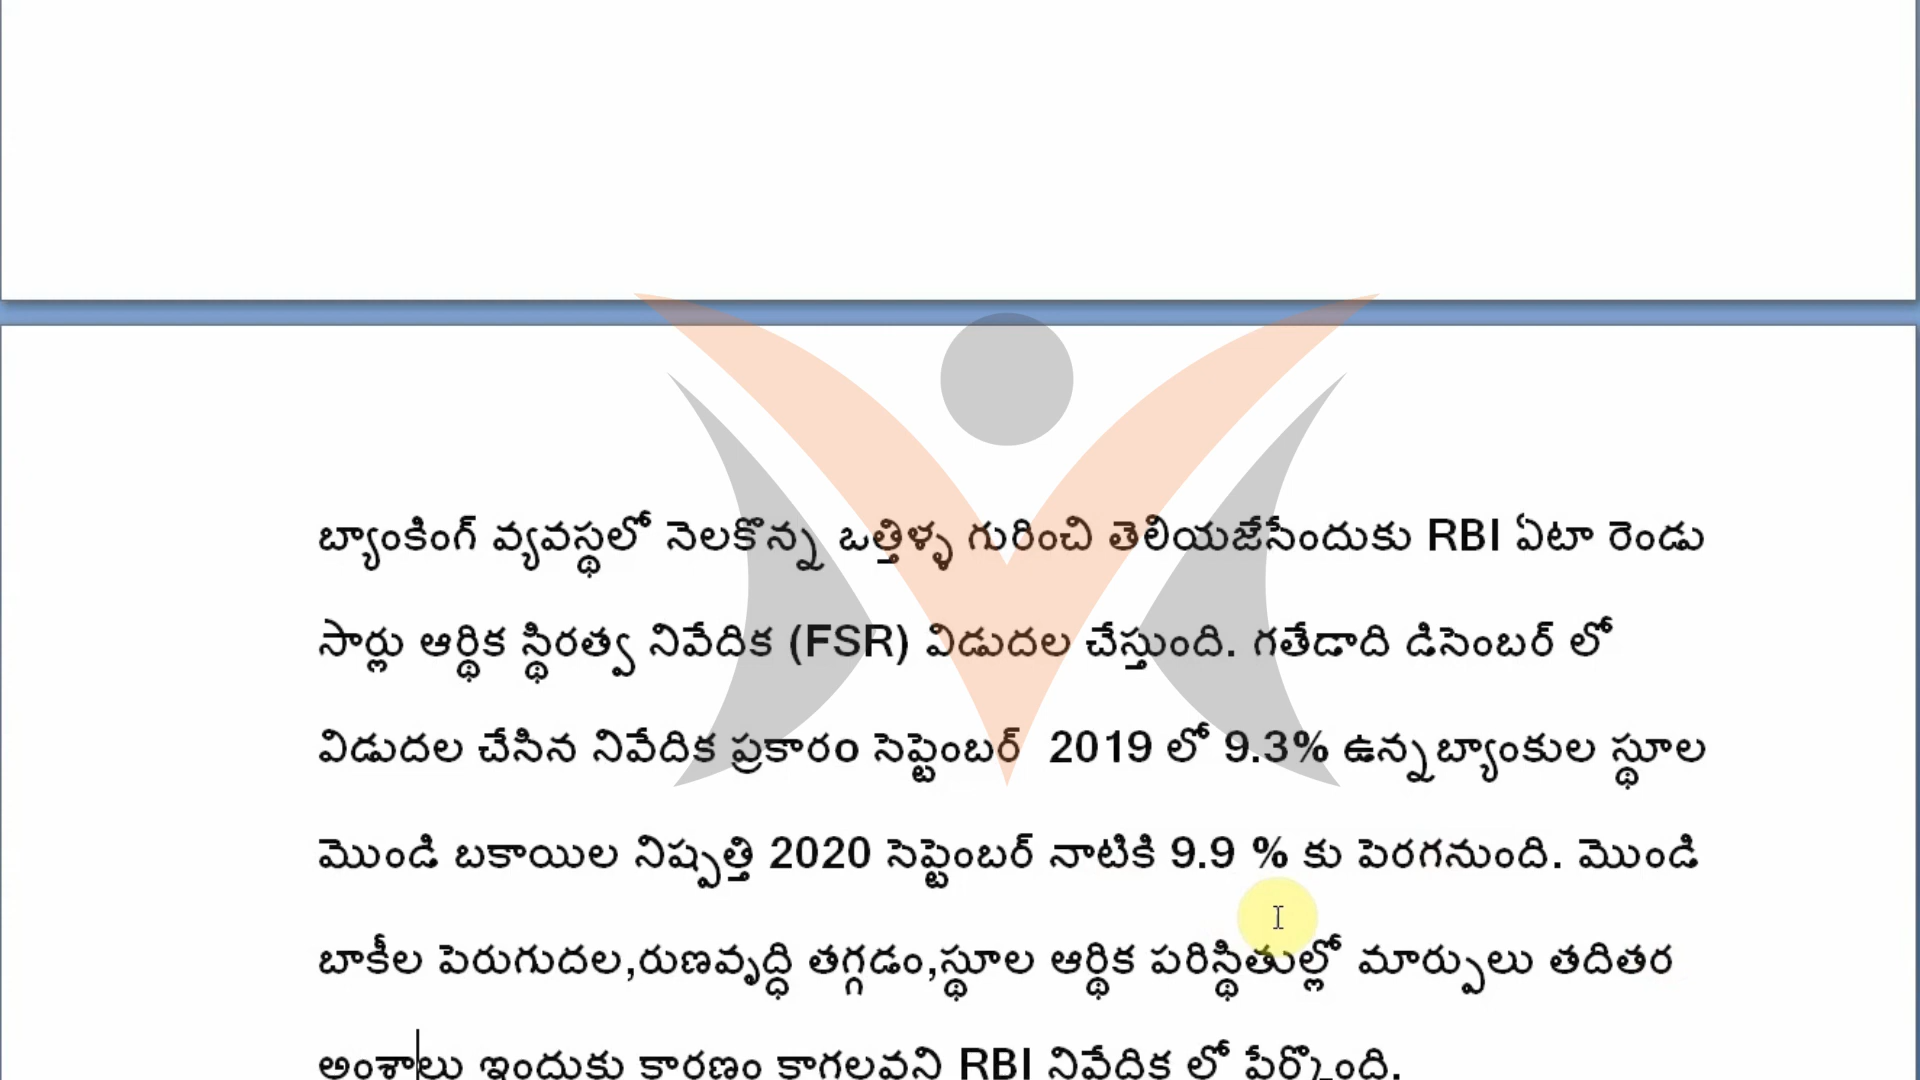 బ్యాంకింగ్ వ్యవస్థలో నెలకొన్న ఒత్తిళ్ళ గురించి తెలియజేసేందుకు RBI ఏటా రెండు
సార్లు ఆర్థిక స్థిరత్వ నివేదిక (FSR) విడుదల చేస్తుంది. గతేడాది డిసెంబర్ లో
విడుదల చేసిన నివేదిక ప్రకారం సెప్టెంబర్ 2019 లో 9.3% ఉన్న బ్యాంకుల స్థూల
మొండి బకాయిల నిష్పత్తి 2020 సెప్టెంబర్ నాటికి 9.9 % కు పెరగనుంది. మొండి
బాకీల పెరుగుదల,రుణవృద్ధి తగ్గడం,స్థూల ఆర్థిక పరిస్థితుల్లో మార్పులు తదితర
అంశాలు ఇందుకు కారణం కాగలవని RBI నివేదిక లో పేర్కొంది.